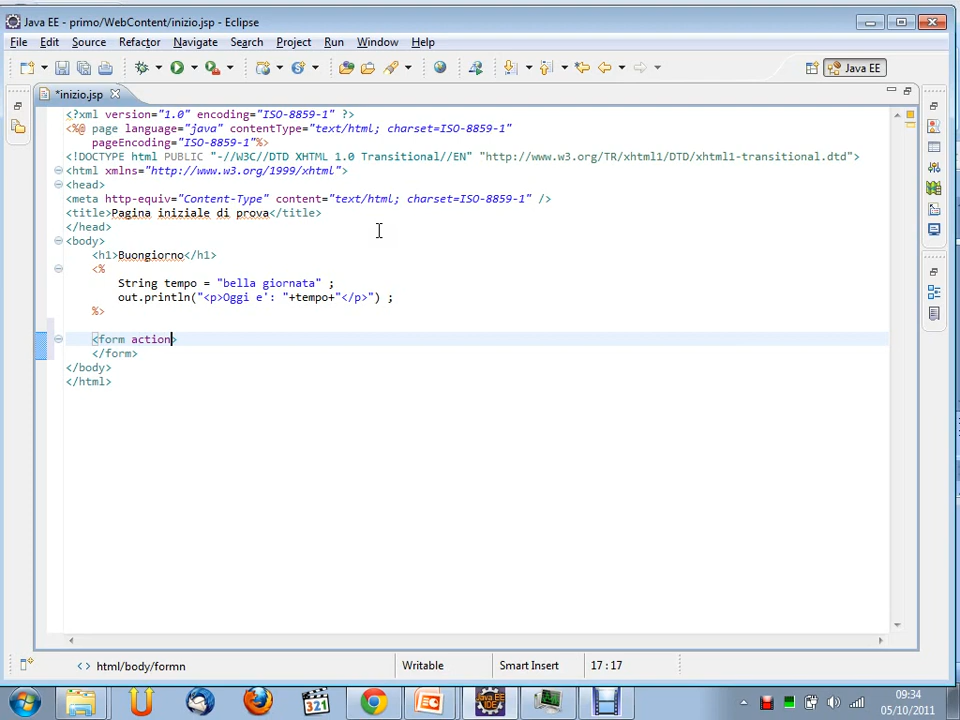 Java EE - primo/WebContent/inizio.jsp - Eclipse
File Edit Source Refactor Navigate Search Project Run Window Help
Java EE
*inizio.jsp
<?xml version="1.0" encoding="ISO-8859-1" ?>
<%@ page language="java" contentType="text/html; charset=ISO-8859-1"
pageEncoding="ISO-8859-1"%>
<!DOCTYPE html PUBLIC "-//W3C//DTD XHTML 1.0 Transitional//EN" "http://www.w3.org/TR/xhtml1/DTD/xhtml1-transitional.dtd">
<html xmlns="http://www.w3.org/1999/xhtml">
<head>
<meta http-equiv="Content-Type" content="text/html; charset=ISO-8859-1" />
<title>Pagina iniziale di prova</title>
</head>
<body>
<h1>Buongiorno</h1>
<%
String tempo = "bella giornata" ;
out.println("<p>Oggi e': "+tempo+"</p>") ;
%>
<form action>
</form>
</body>
</html>
<> html/body/formn Writable Smart Insert 17 : 17
321
Java EE
IDE
09:34
05/10/2011